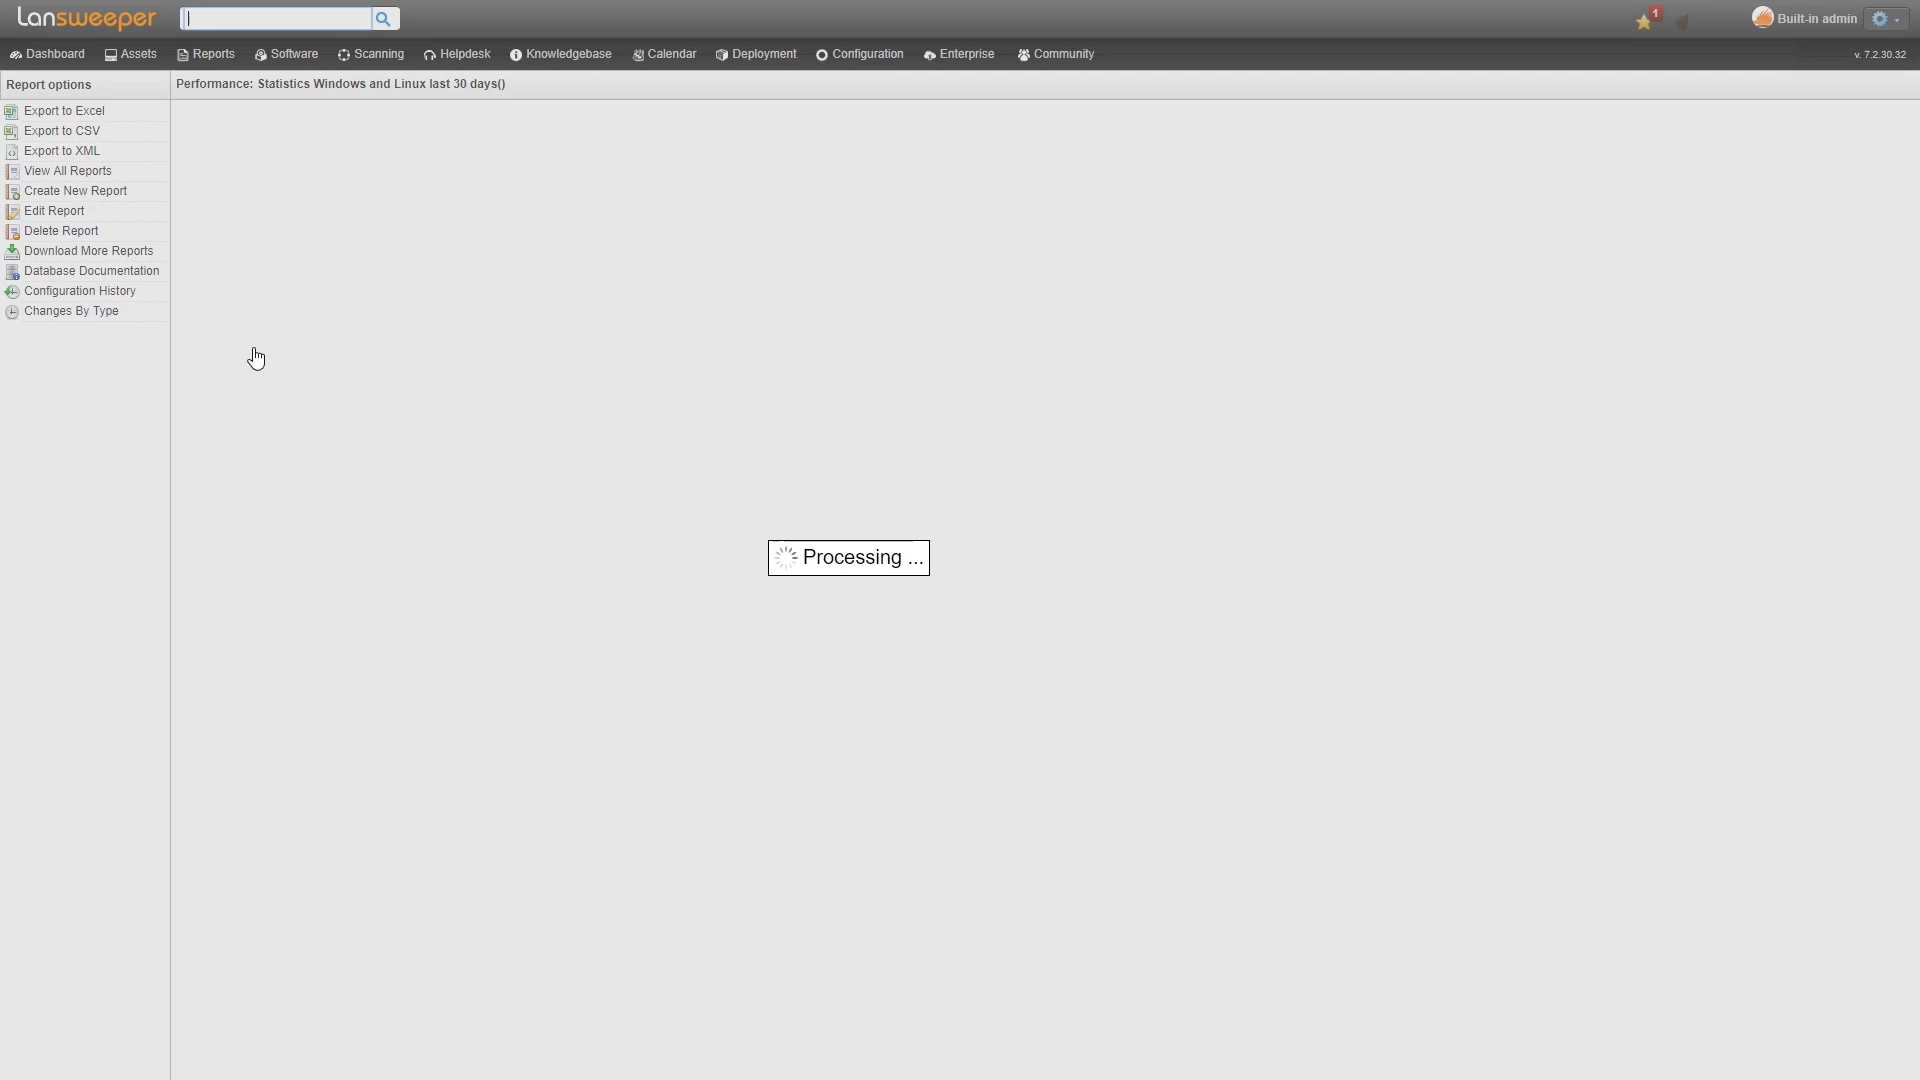 Lansweeper
1
Built-in admin
Dashboard Assets Reports Software Scanning Helpdesk Knowledgebase Calendar Deployment Configuration Enterprise Community v. 7.2.30.32
Report options
Performance: Statistics Windows and Linux last 30 days()
Export to Excel
Export to CSV
Export to XML
View All Reports
Create New Report
Edit Report
Delete Report
Download More Reports
Database Documentation
Configuration History
Changes By Type
Processing ...